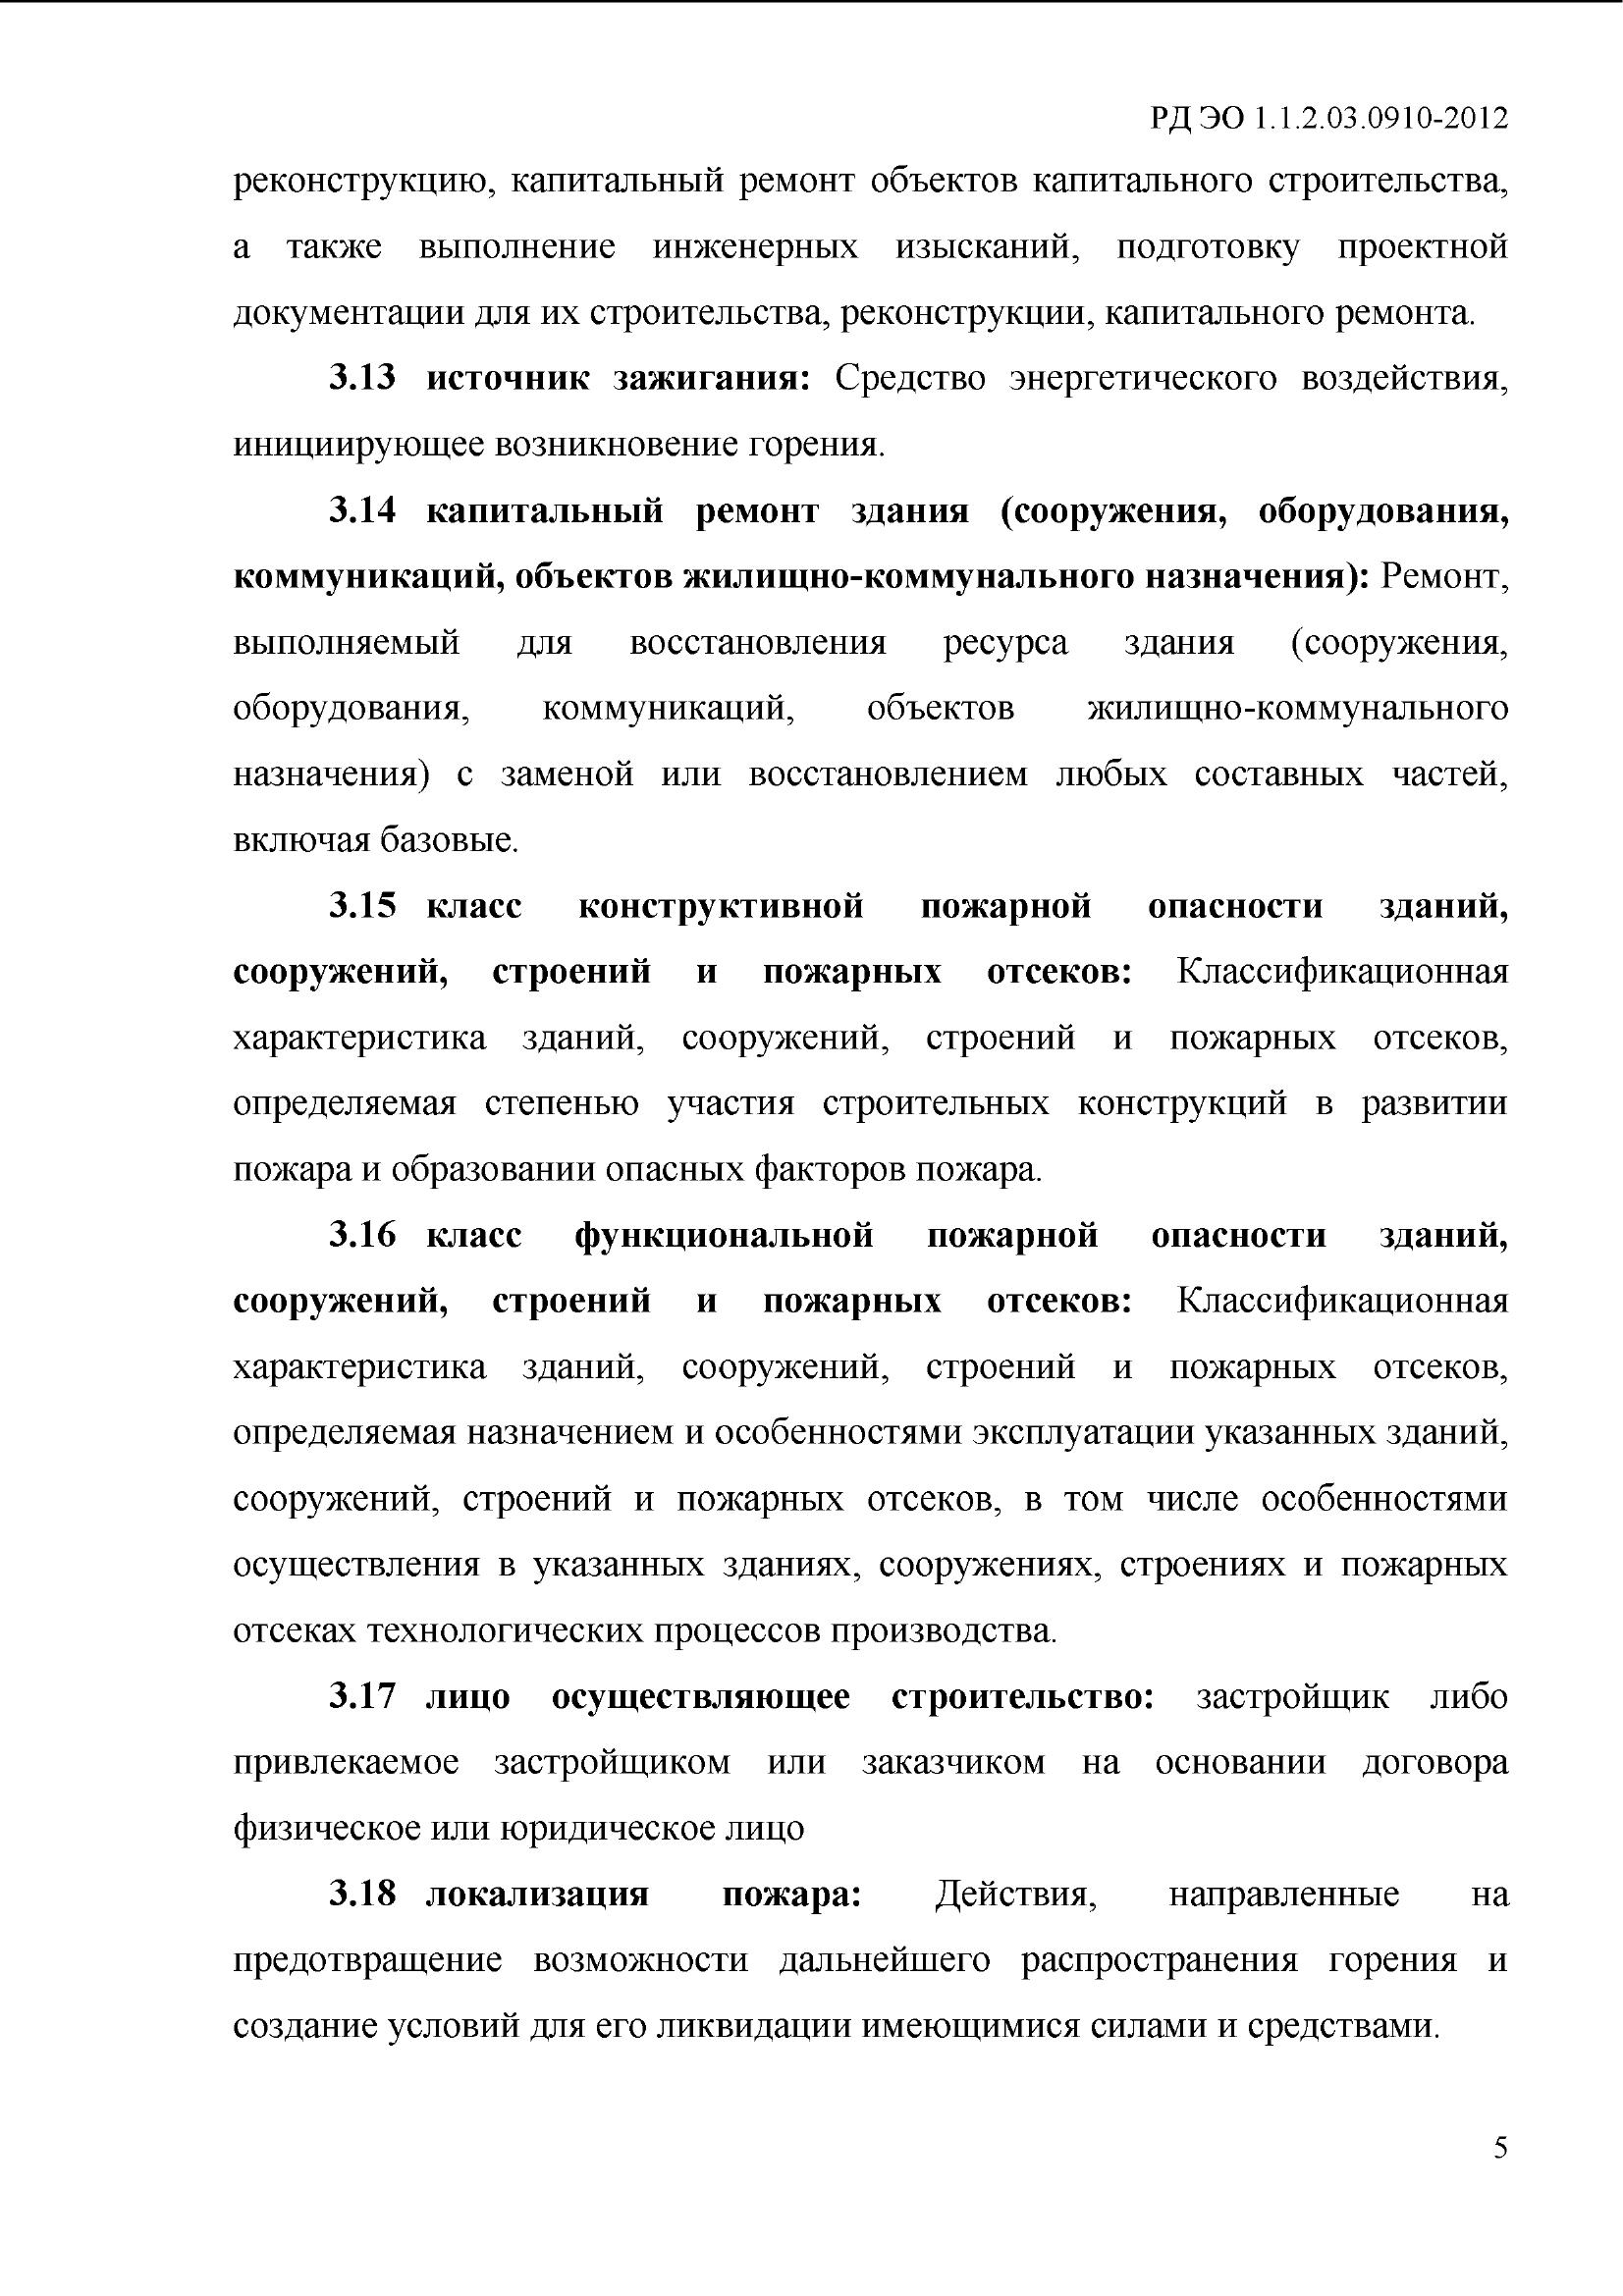 РД ЭО 1.1.2.03.0910-2012
реконструкцию, капитальный ремонт объектов капитального строительства,
а также выполнение инженерных изысканий, подготовку проектной
документации для их строительства, реконструкции, капитального ремонта.
3.13 источник зажигания: Средство энергетического воздействия,
инициирующее возникновение горения.
3.14 капитальный ремонт здания (сооружения, оборудования,
коммуникаций, объектов жилищно-коммунального назначения): Ремонт,
выполняемый для восстановления ресурса здания (сооружения,
оборудования, коммуникаций, объектов жилищно-коммунального
назначения) с заменой или восстановлением любых составных частей,
включая базовые.
3.15 класс конструктивной пожарной опасности зданий,
сооружений, строений и пожарных отсеков: Классификационная
характеристика зданий, сооружений, строений и пожарных отсеков,
определяемая степенью участия строительных конструкций в развитии
пожара и образовании опасных факторов пожара.
3.16 класс функциональной пожарной опасности зданий,
сооружений, строений и пожарных отсеков: Классификационная
характеристика зданий, сооружений, строений и пожарных отсеков,
определяемая назначением и особенностями эксплуатации указанных зданий,
сооружений, строений и пожарных отсеков, в том числе особенностями
осуществления в указанных зданиях, сооружениях, строениях и пожарных
отсеках технологических процессов производства.
3.17 лицо осуществляющее строительство: застройщик либо
привлекаемое застройщиком или заказчиком на основании договора
физическое или юридическое лицо
3.18 локализация пожара: Действия, направленные на
предотвращение возможности дальнейшего распространения горения и
создание условий для его ликвидации имеющимися силами и средствами.
5